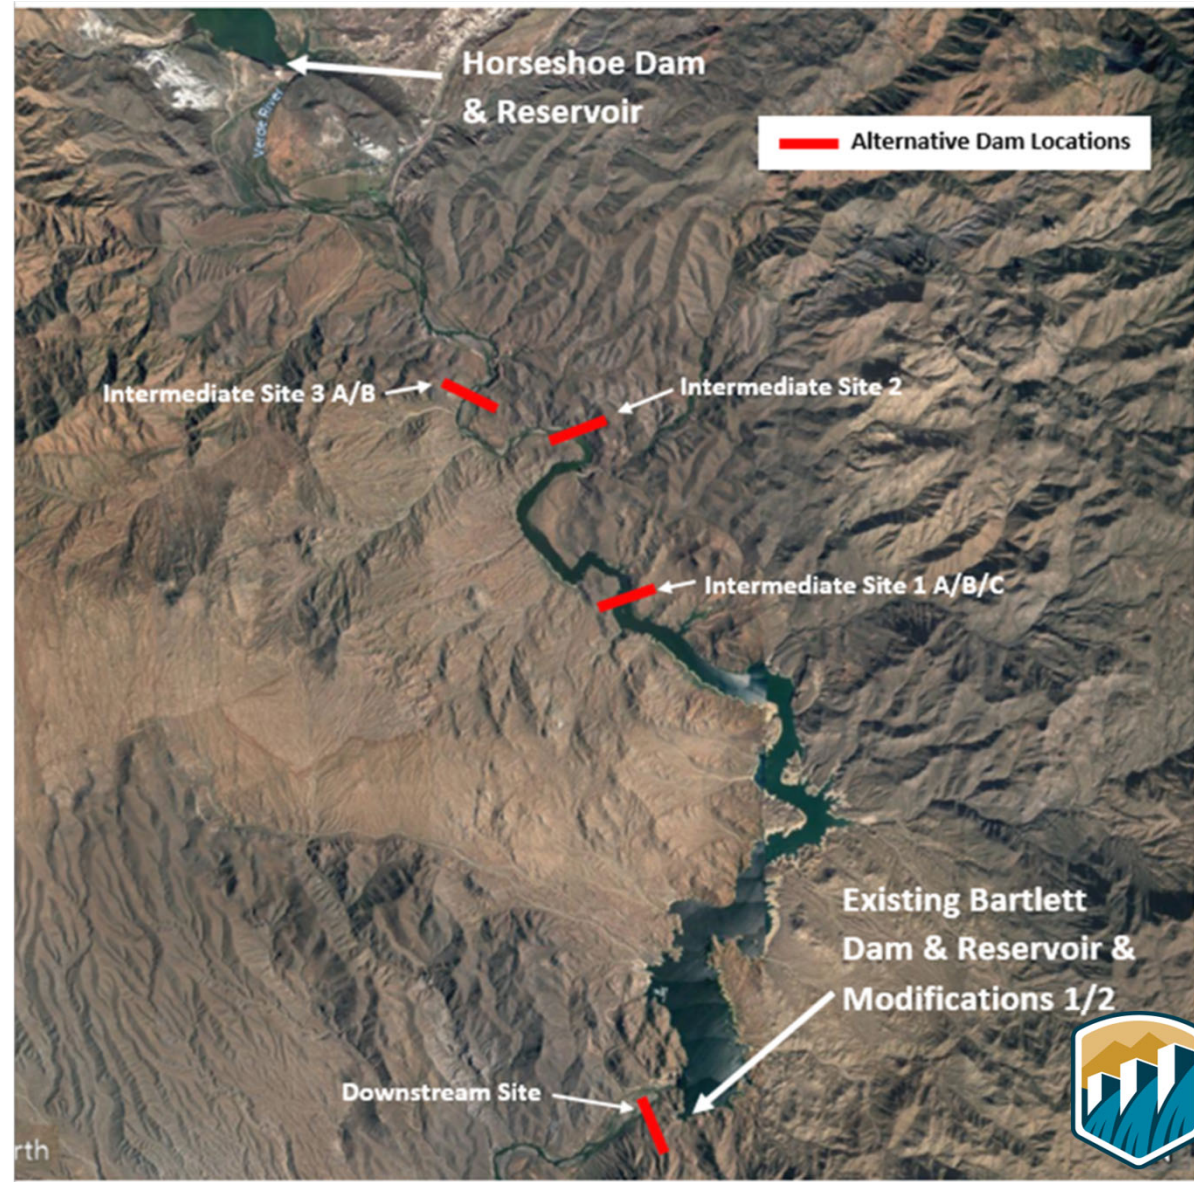 Horseshoe Dam
& Reservoir
Verde River
Alternative Dam Locations
Intermediate Site 3 A/B
Intermediate Site 2
Intermediate Site 1 A/B/C
Existing Bartlett
Dam & Reservoir &
Modifications 1/2
Downstream Site
rth